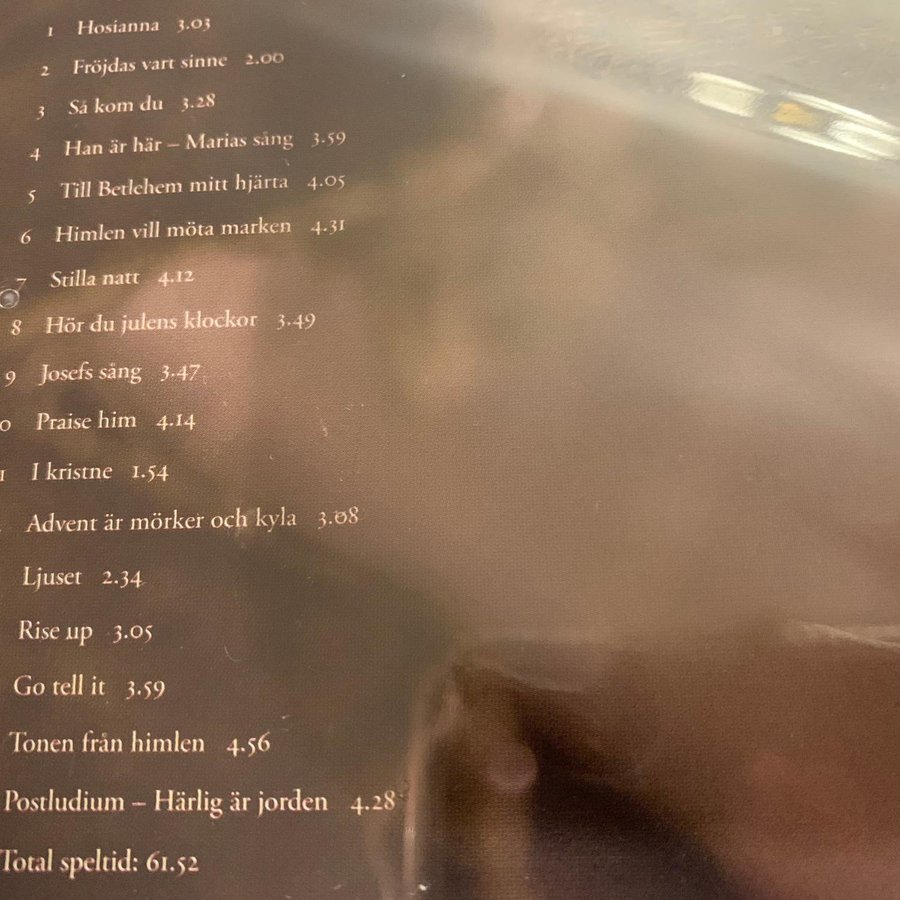 1 Hosianna 3.03
2 Fröjdas vart sinne 2.00
3 Så kom du 3.28
4 Han är här – Marias sång 3.59
5 Till Betlehem mitt hjärta 4.05
6 Himlen vill möta marken 4.31
7 Stilla natt 4.12
8 Hör du julens klockor 3.49
9 Josefs sång 3.47
0 Praise him 4.14
1 I kristne 1.54
Advent är mörker och kyla 3.08
Ljuset 2.34
Rise up 3.05
Go tell it 3.59
Tonen från himlen 4.56
Postludium – Härlig är jorden 4.28
Total speltid: 61.52